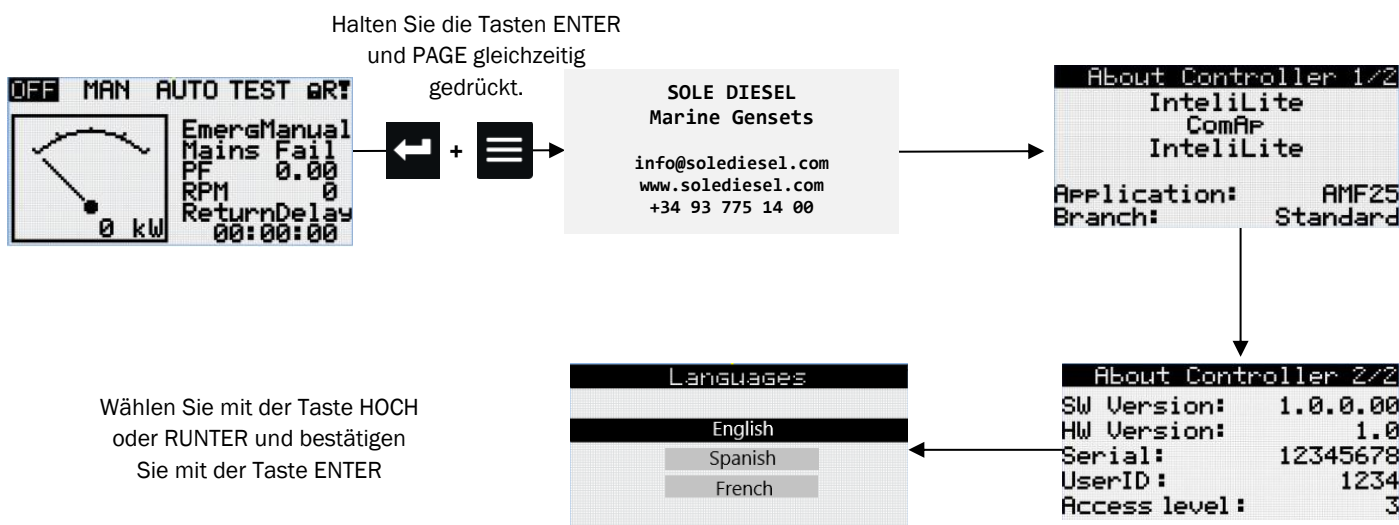 Halten Sie die Tasten ENTER
und PAGE gleichzeitig
gedrückt.
OFF MAN AUTO TEST
EmergManual
Mains Fail
PF 0.00
RPM 0
ReturnDelay
00:00:00
0 kW
+
SOLE DIESEL
Marine Gensets
info@solediesel.com
www.solediesel.com
+34 93 775 14 00
About Controller 1/2
InteliLite
ComAp
InteliLite
Application: AMF25
Branch: Standard
About Controller 2/2
SW Version: 1.0.0.00
HW Version: 1.0
Serial: 12345678
UserID: 1234
Access level: 3
Languages
English
Spanish
French
Wählen Sie mit der Taste HOCH
oder RUNTER und bestätigen
Sie mit der Taste ENTER